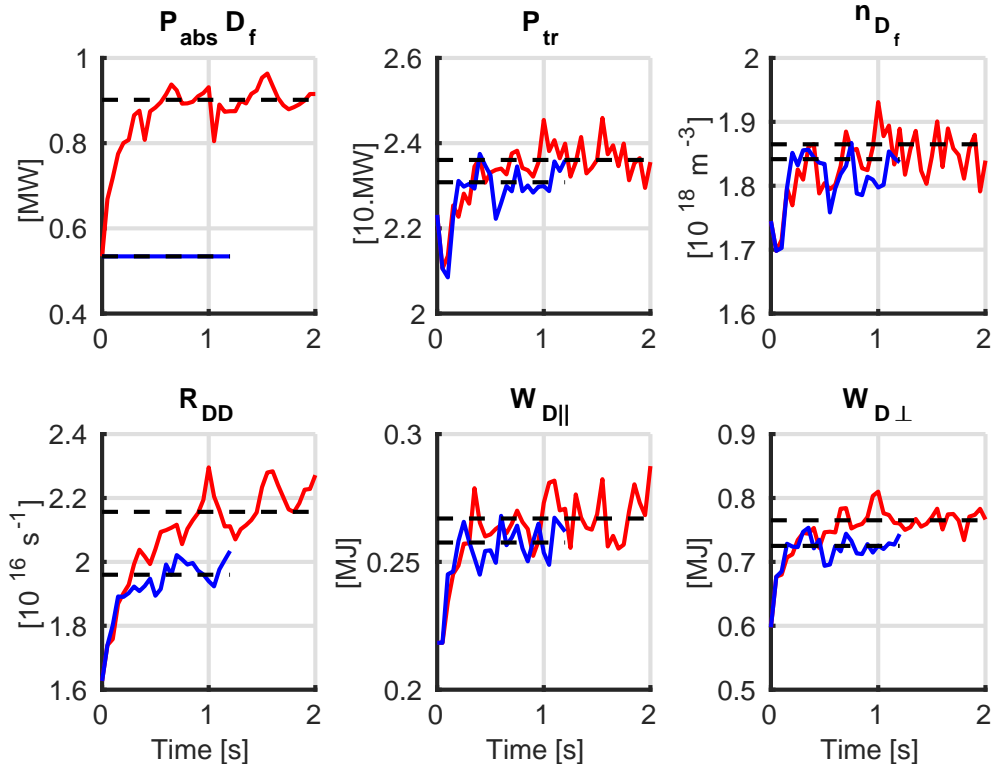 P_abs D_f
[MW]
1
0.8
0.6
0.4
0 1 2
P_tr
[10.MW]
2.6
2.4
2.2
2
0 1 2
n_D_f
[10^18 m^-3]
2
1.9
1.8
1.7
1.6
0 1 2
R_DD
[10^16 s^-1]
2.4
2.2
2
1.8
1.6
0 1 2
Time [s]
W_D||
[MJ]
0.3
0.25
0.2
0 1 2
Time [s]
W_D⊥
[MJ]
0.9
0.8
0.7
0.6
0.5
0 1 2
Time [s]